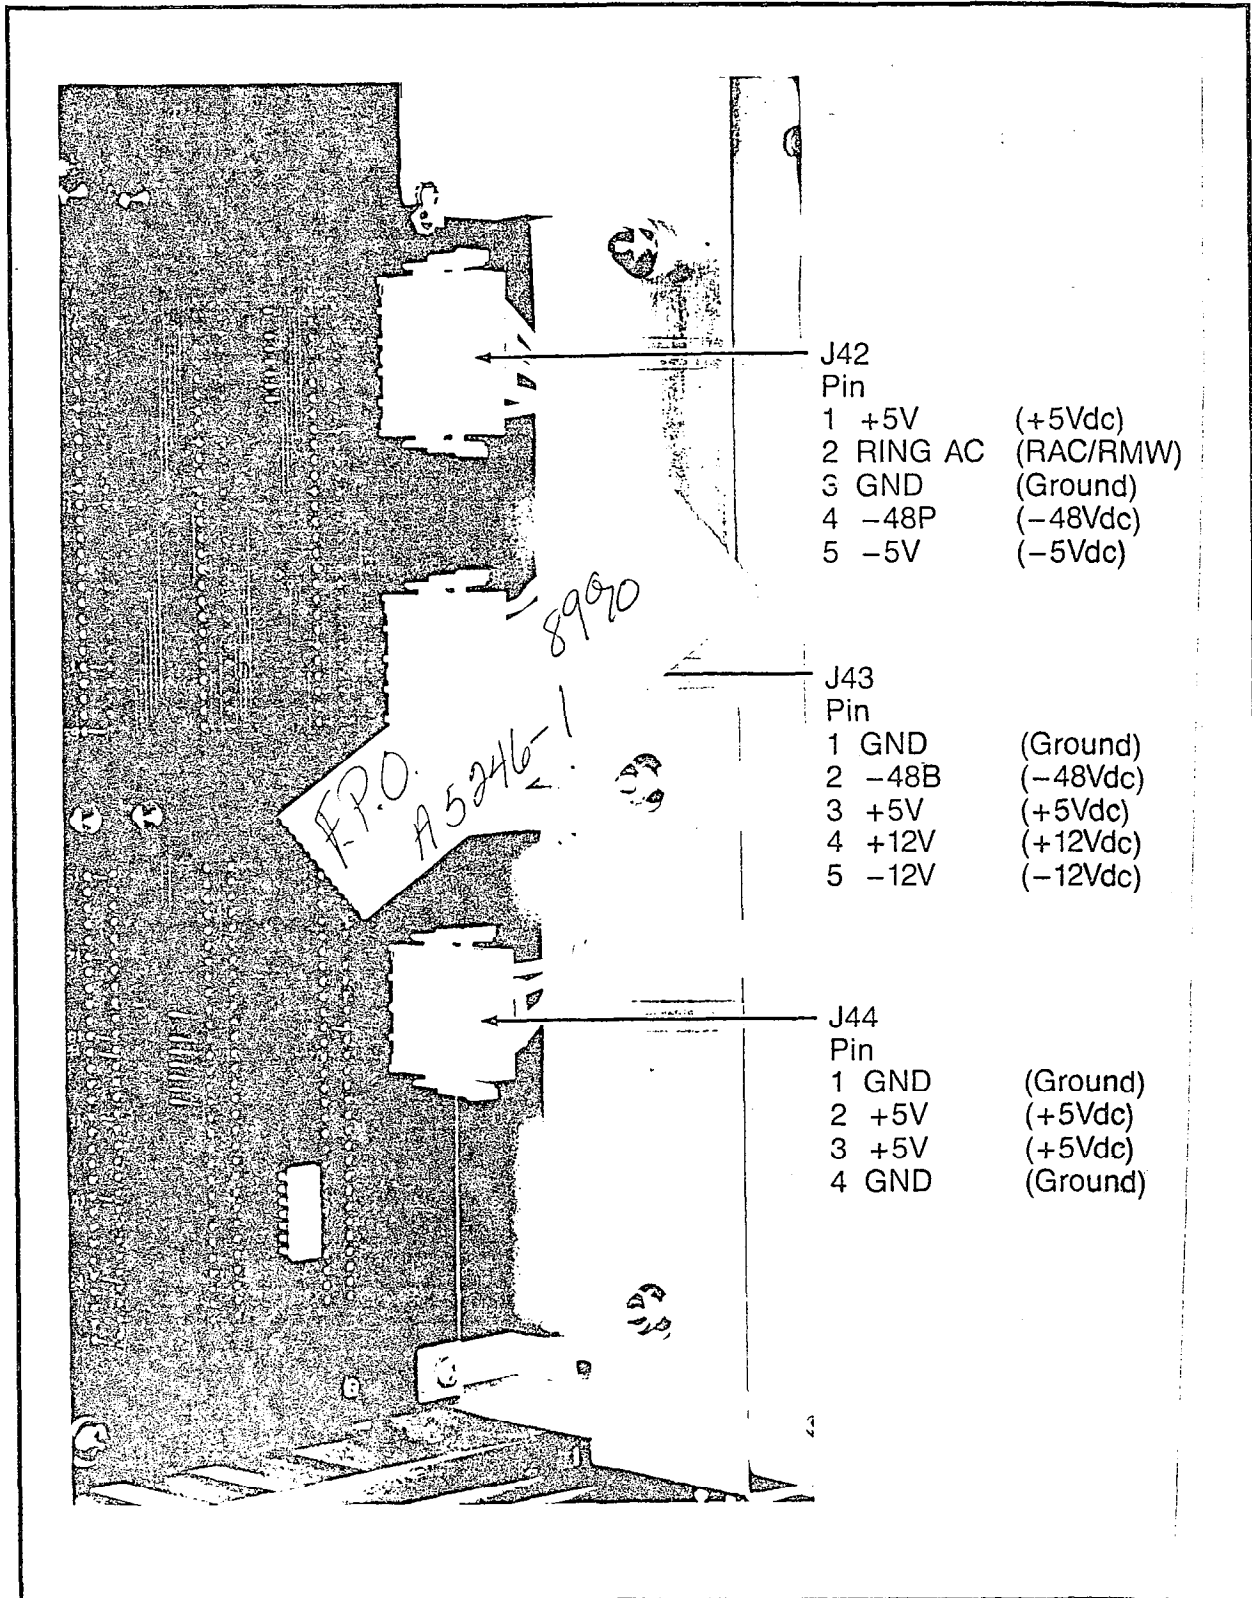 J42
Pin
1 +5V (+5Vdc)
2 RING AC (RAC/RMW)
3 GND (Ground)
4 -48P (-48Vdc)
5 -5V (-5Vdc)
8990
F.P.O.
A5246-1
J43
Pin
1 GND (Ground)
2 -48B (-48Vdc)
3 +5V (+5Vdc)
4 +12V (+12Vdc)
5 -12V (-12Vdc)
J44
Pin
1 GND (Ground)
2 +5V (+5Vdc)
3 +5V (+5Vdc)
4 GND (Ground)